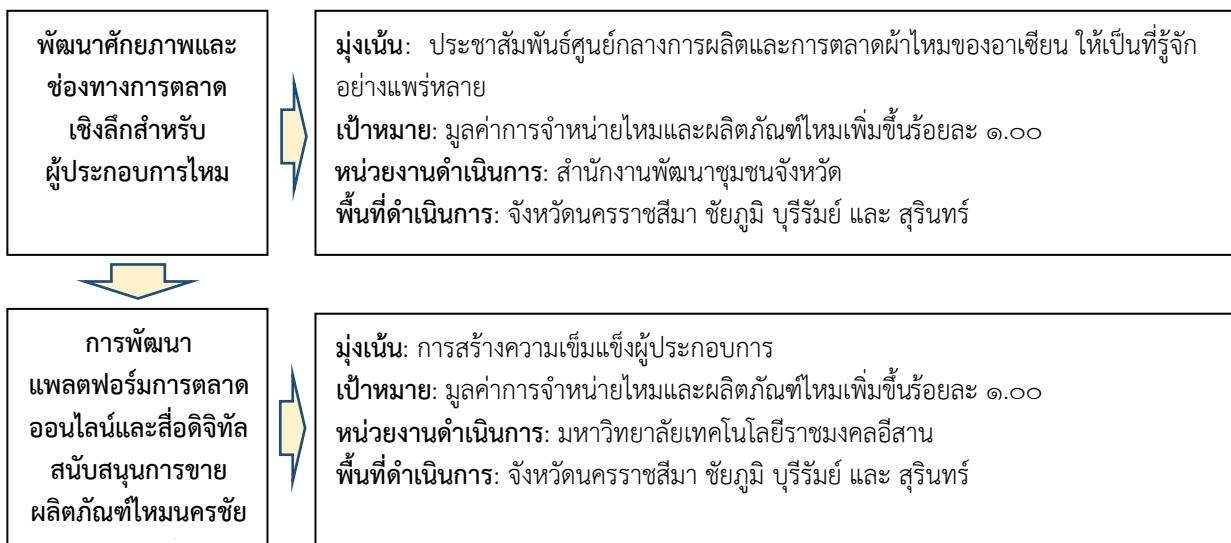 พัฒนาศักยภาพและ
ช่องทางการตลาด
เชิงลึกสำหรับ
ผู้ประกอบการไหม
มุ่งเน้น: ประชาสัมพันธ์ศูนย์กลางการผลิตและการตลาดผ้าไหมของอาเซียน ให้เป็นที่รู้จัก
อย่างแพร่หลาย
เป้าหมาย: มูลค่าการจำหน่ายไหมและผลิตภัณฑ์ไหมเพิ่มขึ้นร้อยละ ๑.๐๐
หน่วยงานดำเนินการ: สำนักงานพัฒนาชุมชนจังหวัด
พื้นที่ดำเนินการ: จังหวัดนครราชสีมา ชัยภูมิ บุรีรัมย์ และ สุรินทร์
การพัฒนา
แพลตฟอร์มการตลาด
ออนไลน์และสื่อดิจิทัล
สนับสนุนการขาย
ผลิตภัณฑ์ไหมนครชัย
มุ่งเน้น: การสร้างความเข็มแข็งผู้ประกอบการ
เป้าหมาย: มูลค่าการจำหน่ายไหมและผลิตภัณฑ์ไหมเพิ่มขึ้นร้อยละ ๑.๐๐
หน่วยงานดำเนินการ: มหาวิทยาลัยเทคโนโลยีราชมงคลอีสาน
พื้นที่ดำเนินการ: จังหวัดนครราชสีมา ชัยภูมิ บุรีรัมย์ และ สุรินทร์